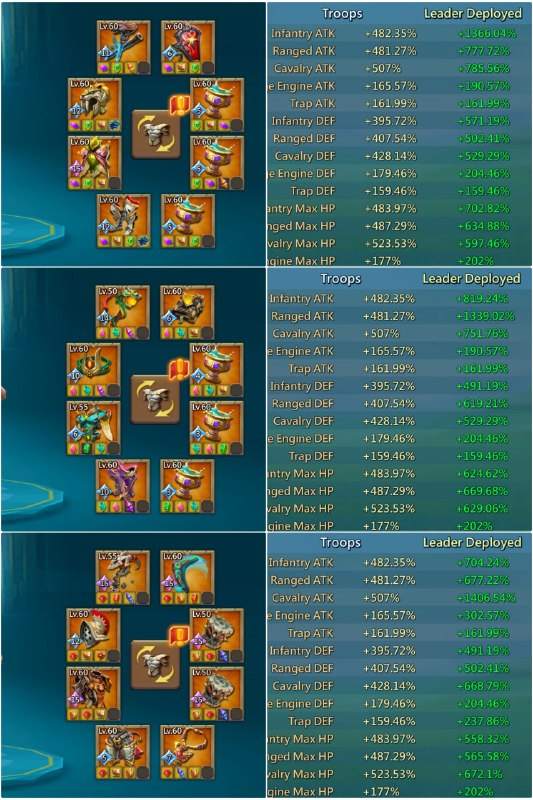 Troops Leader Deployed
Infantry ATK +482.35% +1366.04%
Ranged ATK +481.27% +777.72%
Cavalry ATK +507% +785.56%
e Engine ATK +165.57% +190.57%
Trap ATK +161.99% +161.99%
Infantry DEF +395.72% +571.19%
Ranged DEF +407.54% +502.41%
Cavalry DEF +428.14% +529.29%
ge Engine DEF +179.46% +204.46%
Trap DEF +159.46% +159.46%
antry Max HP +483.97% +702.82%
nged Max HP +487.29% +634.88%
valry Max HP +523.53% +597.46%
ngine Max HP +177% +202%
Lv.60 Lv.60
Lv.60 Lv.60
Lv.60 Lv.60
Lv.60 Lv.60
Troops Leader Deployed
Infantry ATK +482.35% +819.24%
Ranged ATK +481.27% +1339.02%
Cavalry ATK +507% +751.76%
e Engine ATK +165.57% +190.57%
Trap ATK +161.99% +161.99%
Infantry DEF +395.72% +491.19%
Ranged DEF +407.54% +619.21%
Cavalry DEF +428.14% +529.29%
e Engine DEF +179.46% +204.46%
Trap DEF +159.46% +159.46%
antry Max HP +483.97% +624.62%
nged Max HP +487.29% +669.68%
valry Max HP +523.53% +629.06%
ngine Max HP +177% +202%
Lv.50 Lv.60
Lv.60 Lv.60
Lv.55 Lv.60
Lv.60 Lv.60
Troops Leader Deployed
Infantry ATK +482.35% +704.24%
Ranged ATK +481.27% +677.22%
Cavalry ATK +507% +1406.54%
e Engine ATK +165.57% +302.57%
Trap ATK +161.99% +161.99%
Infantry DEF +395.72% +491.19%
Ranged DEF +407.54% +502.41%
Cavalry DEF +428.14% +668.79%
e Engine DEF +179.46% +204.46%
Trap DEF +159.46% +237.86%
antry Max HP +483.97% +558.32%
nged Max HP +487.29% +565.58%
valry Max HP +523.53% +672.1%
ngine Max HP +177% +202%
Lv.55 Lv.60
Lv.60 Lv.50
Lv.60 Lv.50
Lv.60 Lv.60